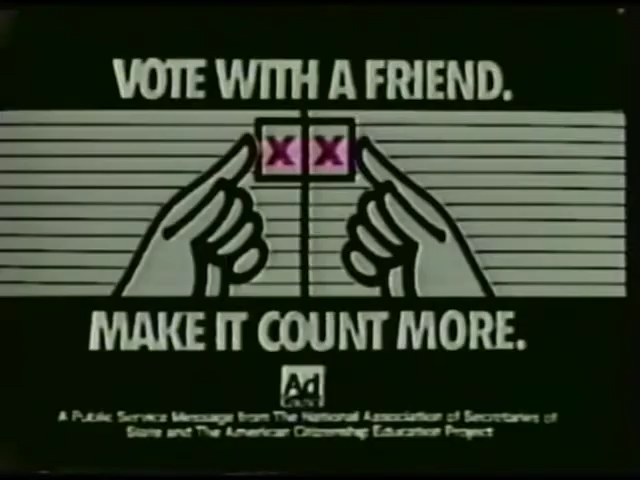 VOTE WITH A FRIEND.
X X
MAKE IT COUNT MORE.
Ad
COUNCIL
A Public Service Message from The National Association of Secretaries of
State and The American Citizenship Education Project